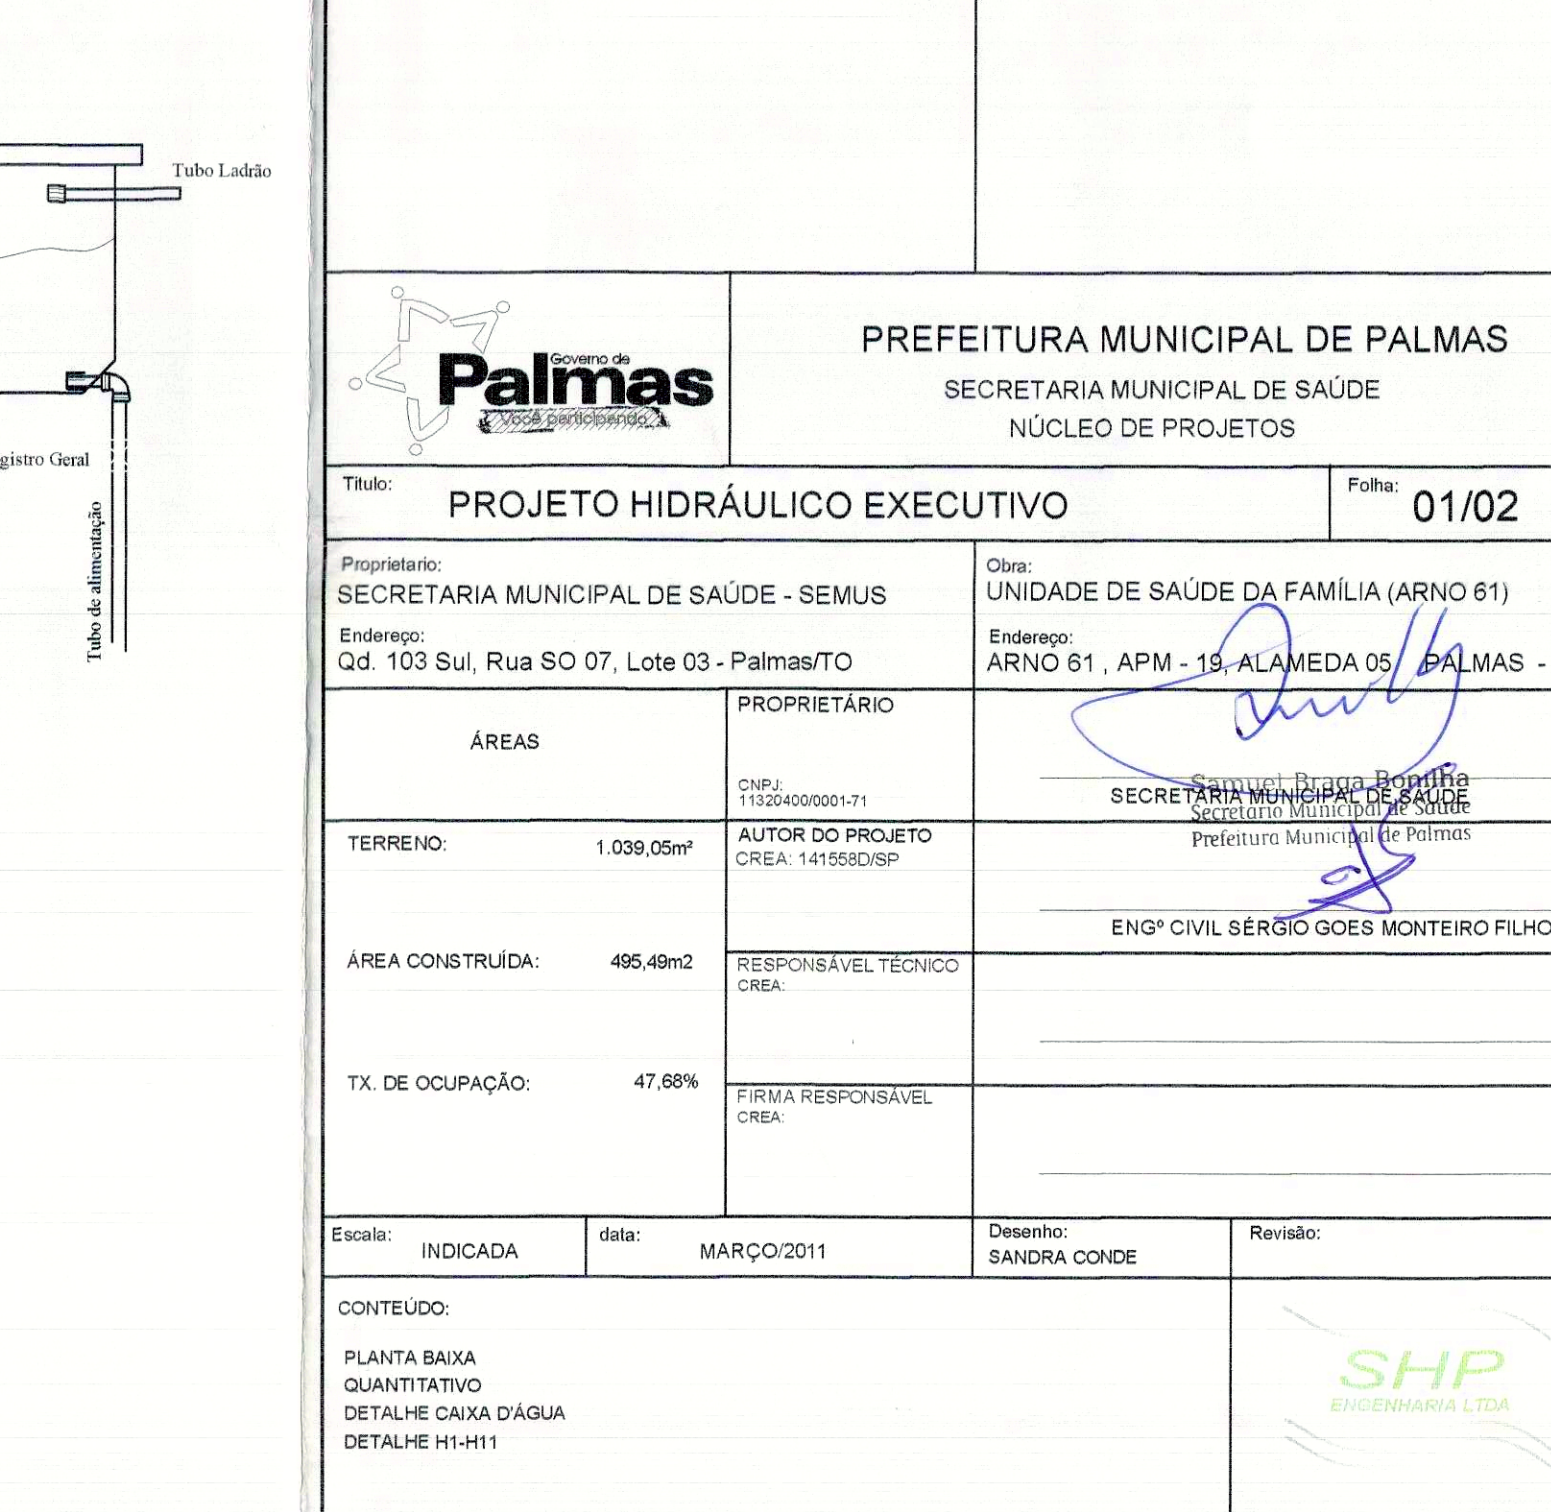 Tubo Ladrão
gistro Geral
Tubo de alimentação
Governo de
Palmas
Você participando
PREFEITURA MUNICIPAL DE PALMAS
SECRETARIA MUNICIPAL DE SAÚDE
NÚCLEO DE PROJETOS
Titulo:
PROJETO HIDRÁULICO EXECUTIVO
Folha:
01/02
Proprietario:
SECRETARIA MUNICIPAL DE SAÚDE - SEMUS
Endereço:
Qd. 103 Sul, Rua SO 07, Lote 03 - Palmas/TO
Obra:
UNIDADE DE SAÚDE DA FAMÍLIA (ARNO 61)
Endereço:
ARNO 61 , APM - 19, ALAMEDA 05 PALMAS -
ÁREAS
PROPRIETÁRIO
CNPJ:
11320400/0001-71
Samuel Braga Bonilha
SECRETARIA MUNICIPAL DE SAÚDE
Secretário Municipal de Saúde
Prefeitura Municipal de Palmas
TERRENO: 1.039,05m²
AUTOR DO PROJETO
CREA: 141558D/SP
ENGº CIVIL SÉRGIO GOES MONTEIRO FILHO
ÁREA CONSTRUÍDA: 495,49m2
RESPONSÁVEL TÉCNICO
CREA:
TX. DE OCUPAÇÃO: 47,68%
FIRMA RESPONSÁVEL
CREA:
Escala:
INDICADA
data:
MARÇO/2011
Desenho:
SANDRA CONDE
Revisão:
CONTEÚDO:
PLANTA BAIXA
QUANTITATIVO
DETALHE CAIXA D'ÁGUA
DETALHE H1-H11
SHP
ENGENHARIA LTDA